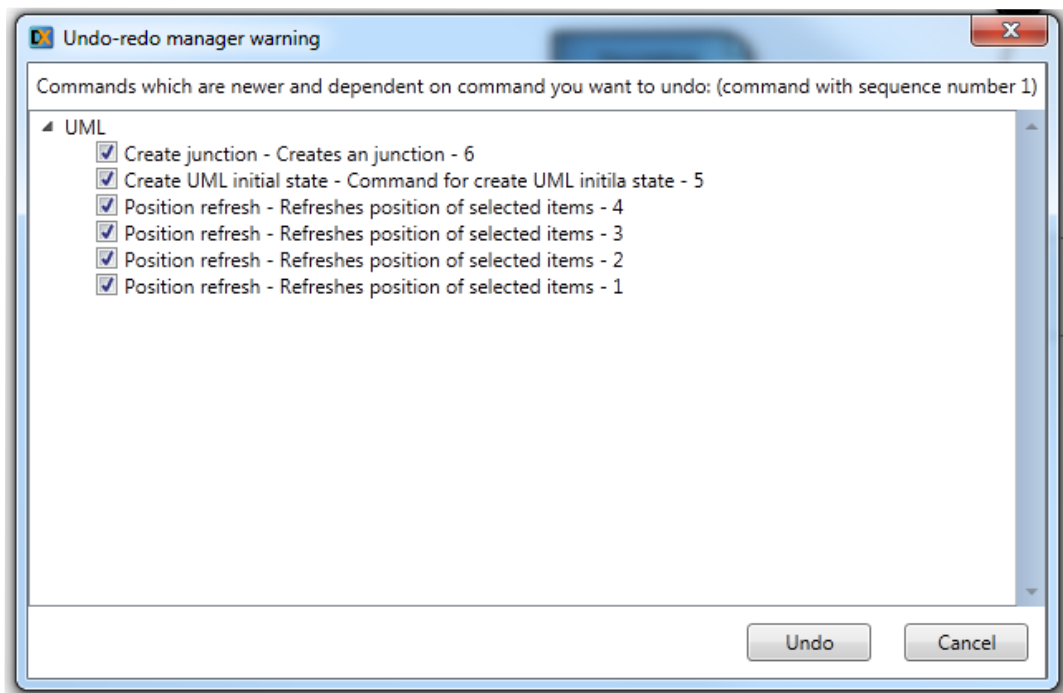 DX Undo-redo manager warning
Commands which are newer and dependent on command you want to undo: (command with sequence number 1)
UML
Create junction - Creates an junction - 6
Create UML initial state - Command for create UML initila state - 5
Position refresh - Refreshes position of selected items - 4
Position refresh - Refreshes position of selected items - 3
Position refresh - Refreshes position of selected items - 2
Position refresh - Refreshes position of selected items - 1
Undo Cancel